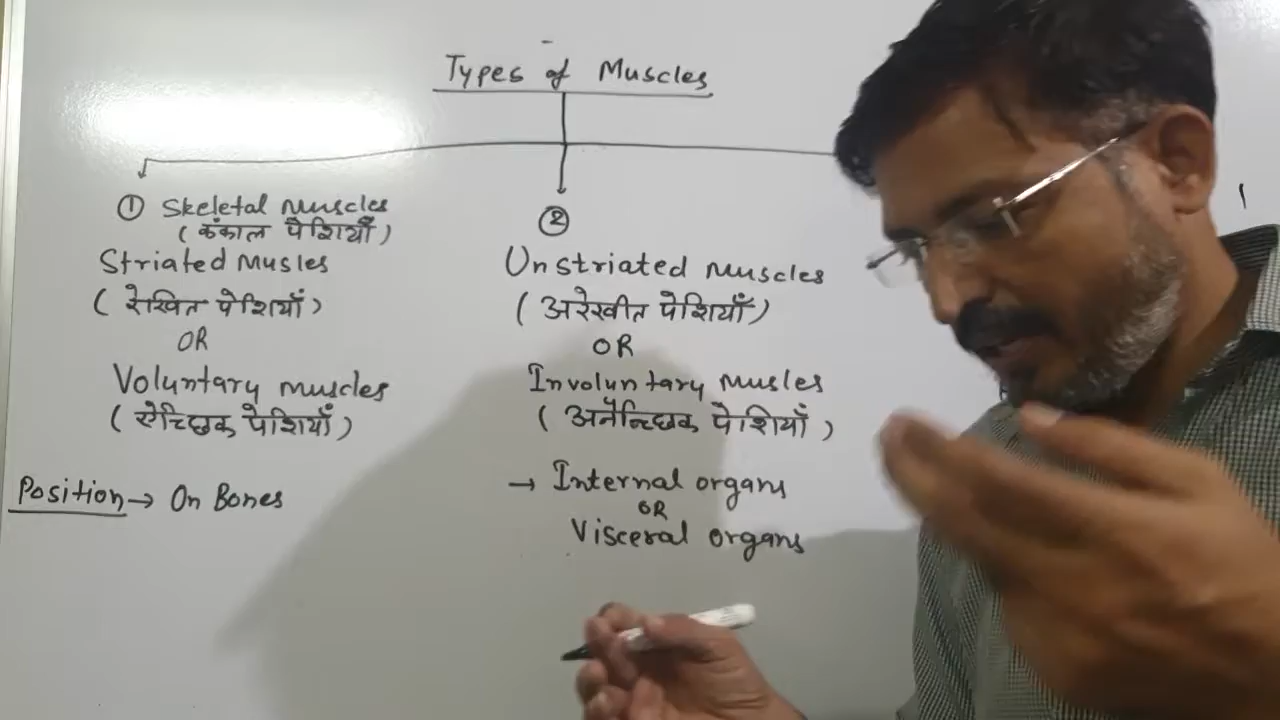 Types of Muscles
① Skeletal Muscles
(कंकाल पेशियाँ)
Striated Musles
(रेखित पेशियाँ)
OR
Voluntary muscles
(ऐच्छिक पेशियाँ)
Position → On Bones
②
Unstriated Muscles
(अरेखीत पेशियाँ)
OR
Involuntary Musles
(अनैच्छिक पेशियाँ)
→ Internal organs
OR
Visceral organs